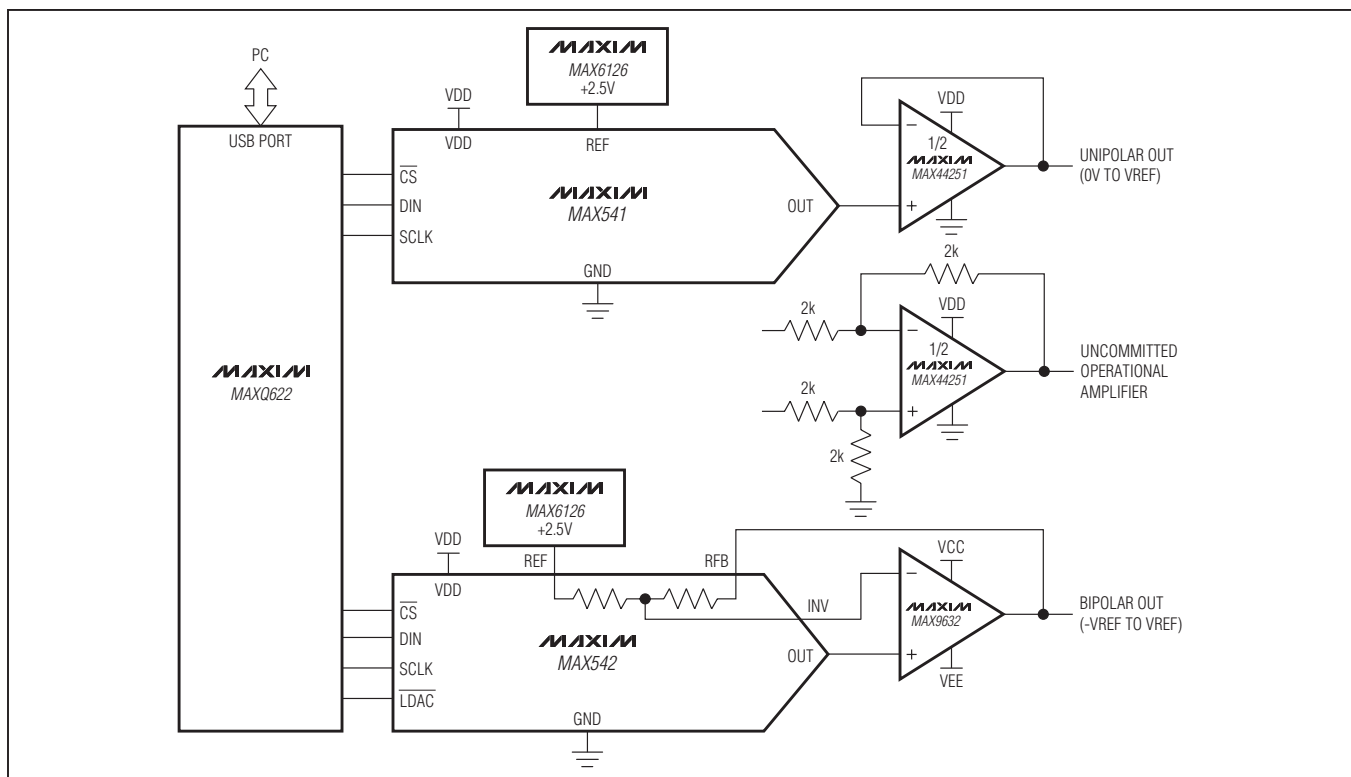 PC
USB PORT
MAXIM
MAXQ622
MAXIM
MAX6126
+2.5V
VDD
VDD
REF
CS
DIN
SCLK
MAXIM
MAX541
OUT
GND
VDD
1/2
MAXIM
MAX44251
−
+
UNIPOLAR OUT
(0V TO VREF)
2k
2k
VDD
−
1/2
MAXIM
MAX44251
2k
+
2k
UNCOMMITTED
OPERATIONAL
AMPLIFIER
MAXIM
MAX6126
+2.5V
VDD
VDD
REF
RFB
CS
DIN
SCLK
LDAC
MAXIM
MAX542
INV
OUT
GND
VCC
−
MAXIM
MAX9632
+
VEE
BIPOLAR OUT
(-VREF TO VREF)